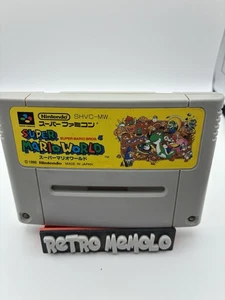 Nintendo SHVC-MW
スーパーファミコン
SUPER MARIO BROS. 4
SUPER
MARIO WORLD
スーパーマリオワールド
© 1990 Nintendo MADE IN JAPAN
RETRO MEMOLO